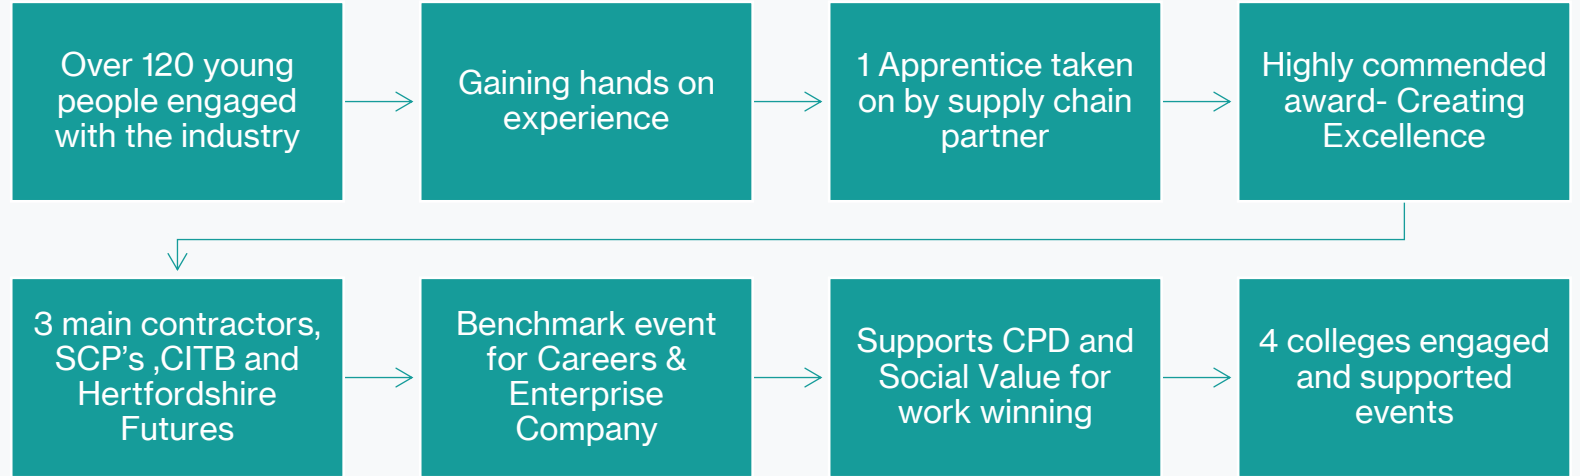 Over 120 young
people engaged
with the industry
Gaining hands on
experience
1 Apprentice taken
on by supply chain
partner
Highly commended
award- Creating
Excellence
3 main contractors,
SCP’s ,CITB and
Hertfordshire
Futures
Benchmark event
for Careers &
Enterprise
Company
Supports CPD and
Social Value for
work winning
4 colleges engaged
and supported
events